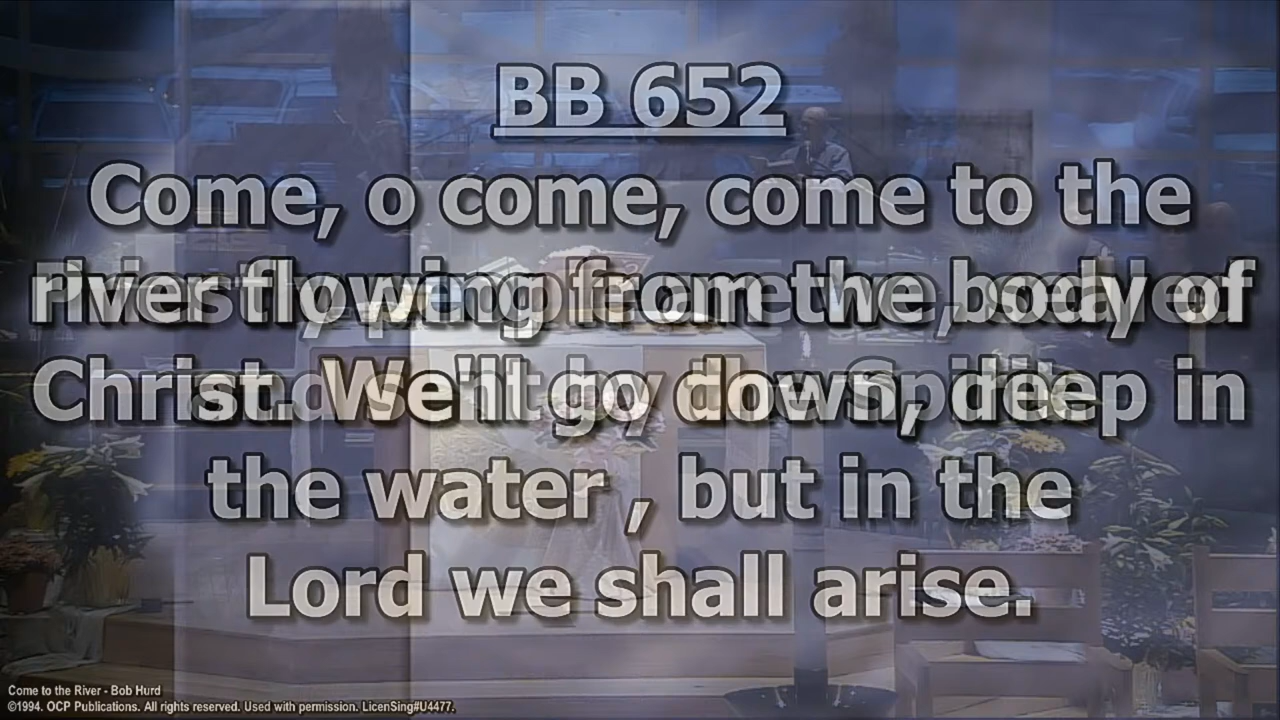 BB 652
Come, o come, come to the
river flowing from the body of
Christ. We'll go down, deep in
the water , but in the
Lord we shall arise.
Come to the River - Bob Hurd
©1994. OCP Publications. All rights reserved. Used with permission. LicenSing#U4477.